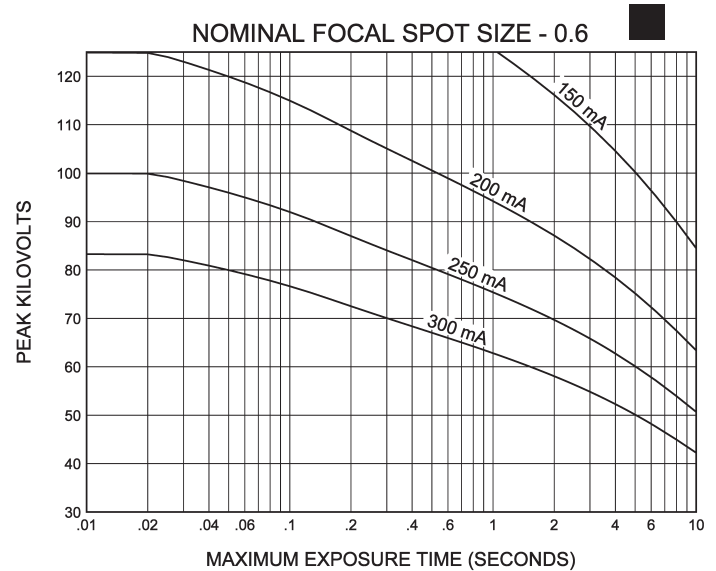 NOMINAL FOCAL SPOT SIZE - 0.6
120
110
100
90
80
70
60
50
40
30
150 mA
200 mA
250 mA
300 mA
PEAK KILOVOLTS
.01 .02 .04 .06 .1 .2 .4 .6 1 2 4 6 10
MAXIMUM EXPOSURE TIME (SECONDS)